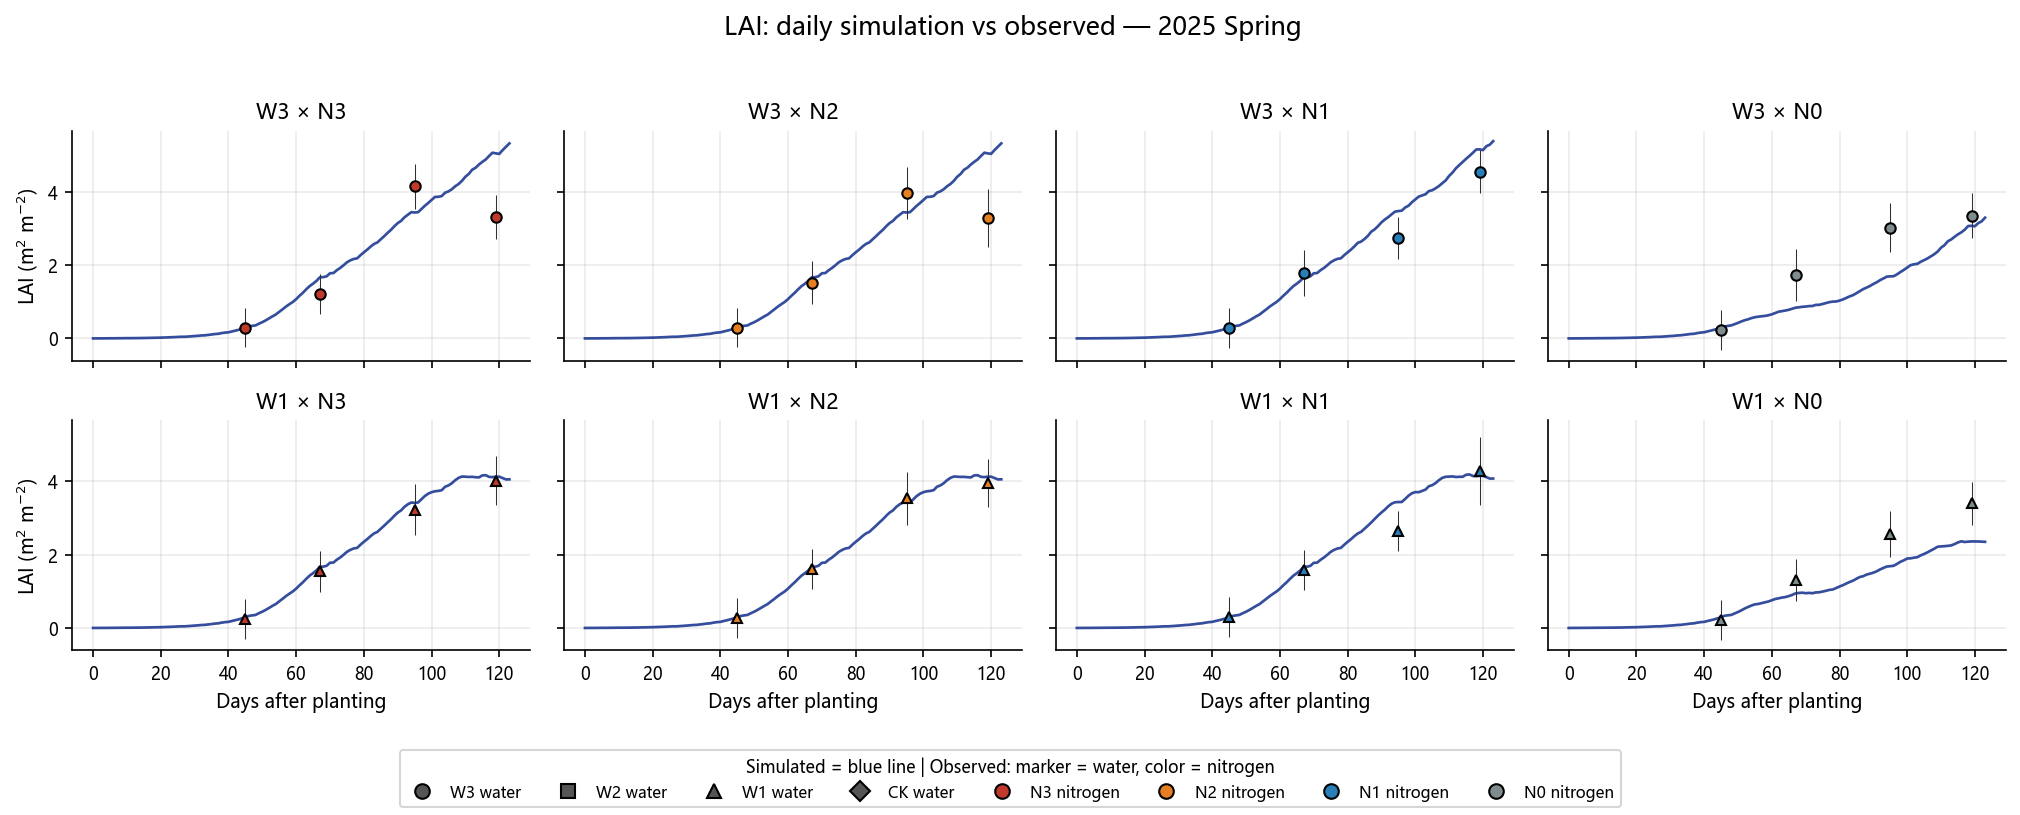 LAI: daily simulation vs observed — 2025 Spring
W3 × N3
W3 × N2
W3 × N1
W3 × N0
LAI (m² m⁻²)
4
2
0
W1 × N3
W1 × N2
W1 × N1
W1 × N0
LAI (m² m⁻²)
4
2
0
0 20 40 60 80 100 120
0 20 40 60 80 100 120
0 20 40 60 80 100 120
0 20 40 60 80 100 120
Days after planting
Days after planting
Days after planting
Days after planting
Simulated = blue line | Observed: marker = water, color = nitrogen
W3 water W2 water W1 water CK water N3 nitrogen N2 nitrogen N1 nitrogen N0 nitrogen